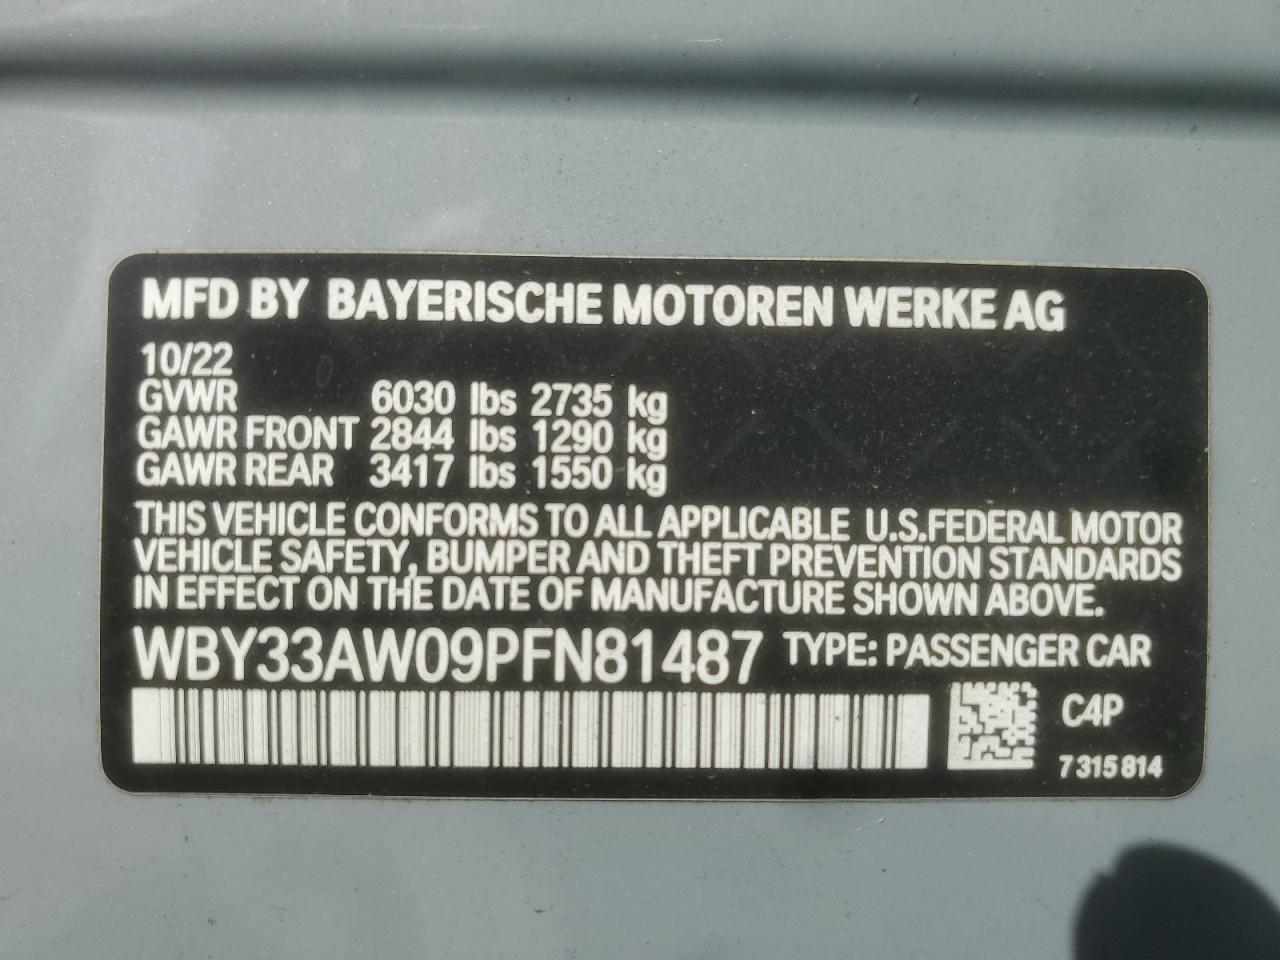 MFD BY BAYERISCHE MOTOREN WERKE AG
10/22
GVWR 6030 lbs 2735 kg
GAWR FRONT 2844 lbs 1290 kg
GAWR REAR 3417 lbs 1550 kg
THIS VEHICLE CONFORMS TO ALL APPLICABLE U.S.FEDERAL MOTOR
VEHICLE SAFETY, BUMPER AND THEFT PREVENTION STANDARDS
IN EFFECT ON THE DATE OF MANUFACTURE SHOWN ABOVE.
WBY33AW09PFN81487 TYPE: PASSENGER CAR
C4P
7 315 814